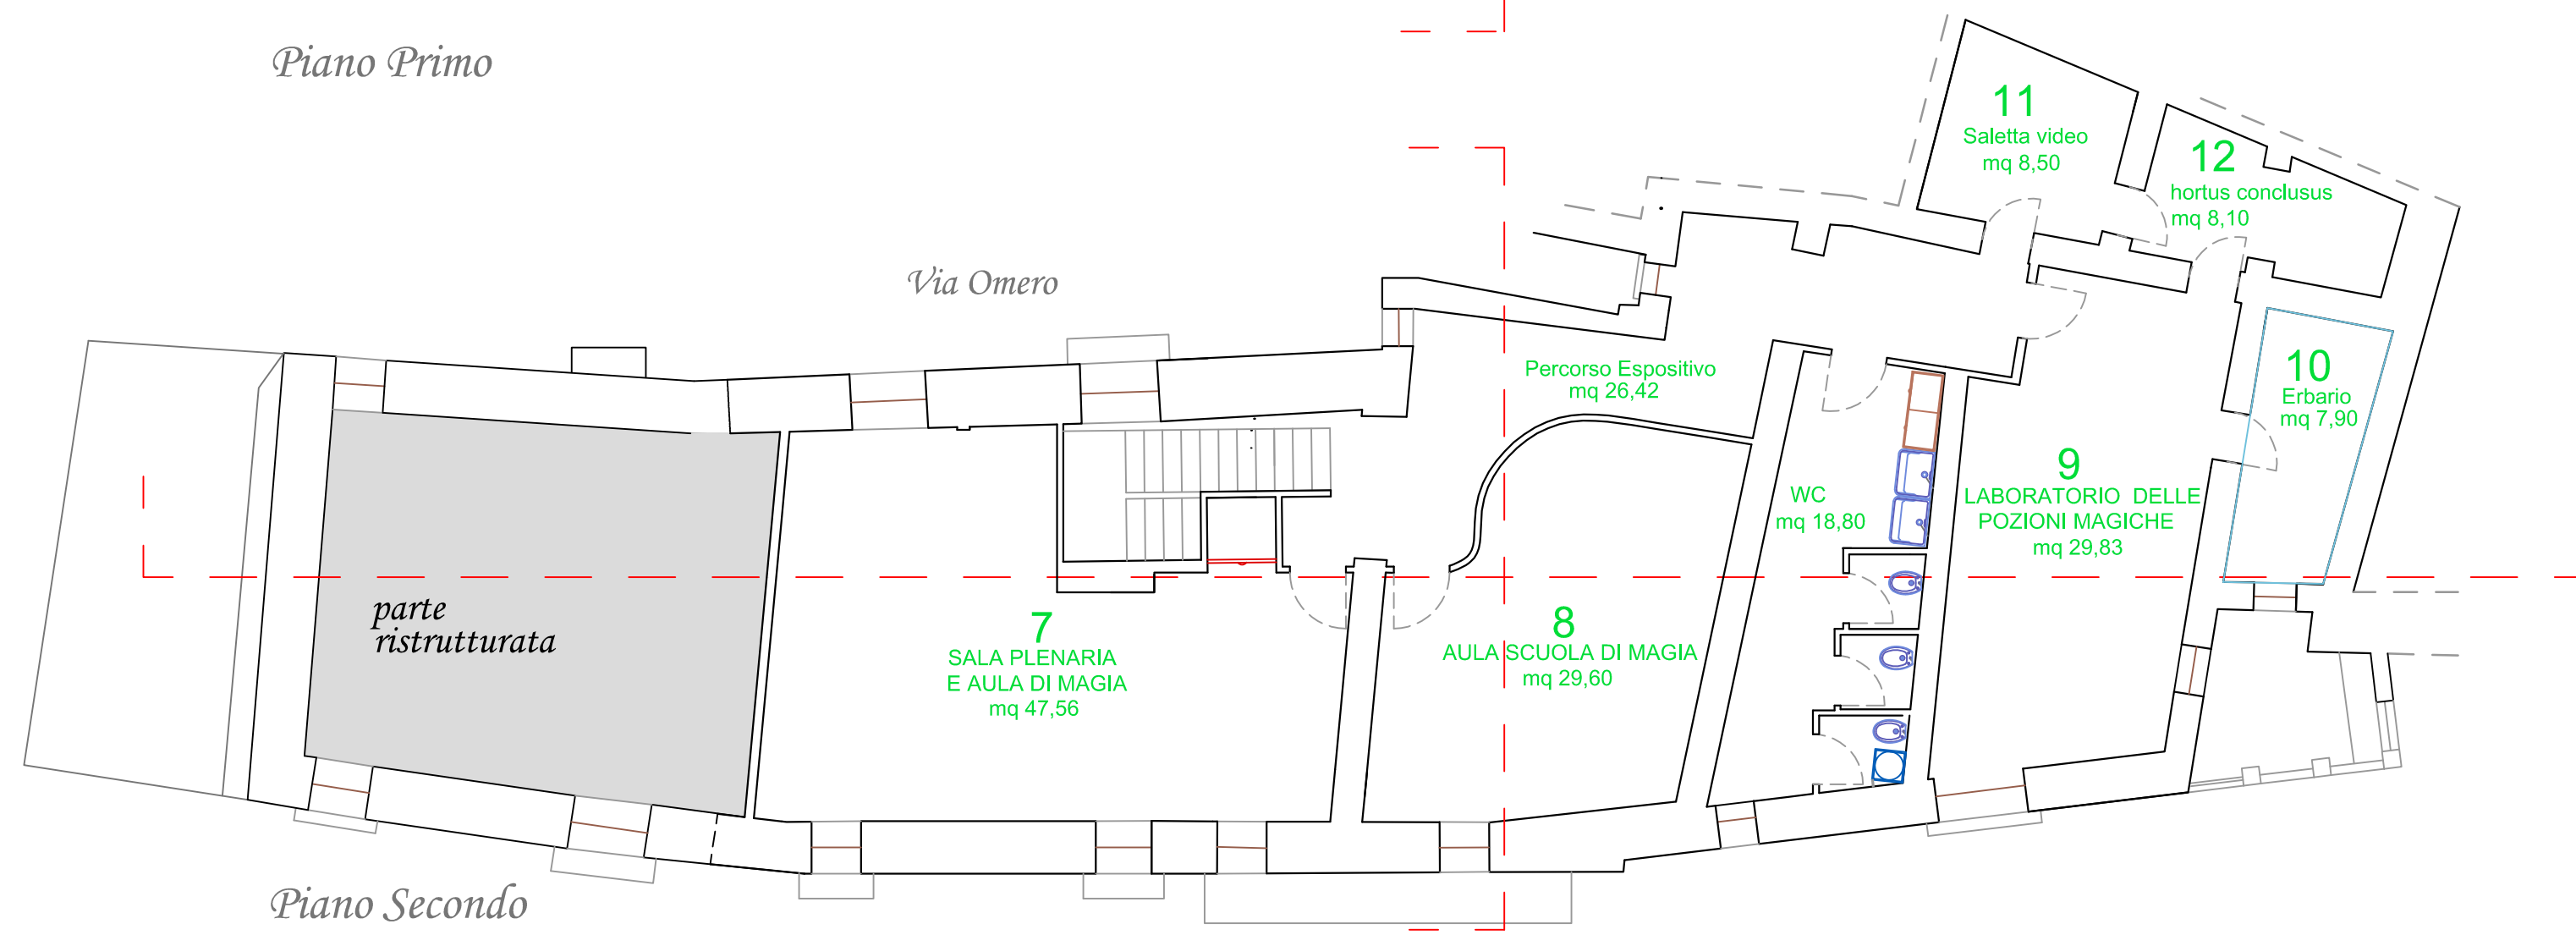 Piano Primo
11
Saletta video
mq 8,50
12
hortus conclusus
mq 8,10
Via Omero
Percorso Espositivo
mq 26,42
10
Erbario
mq 7,90
9
LABORATORIO DELLE
POZIONI MAGICHE
mq 29,83
WC
mq 18,80
parte
ristrutturata
7
SALA PLENARIA
E AULA DI MAGIA
mq 47,56
8
AULA SCUOLA DI MAGIA
mq 29,60
Piano Secondo